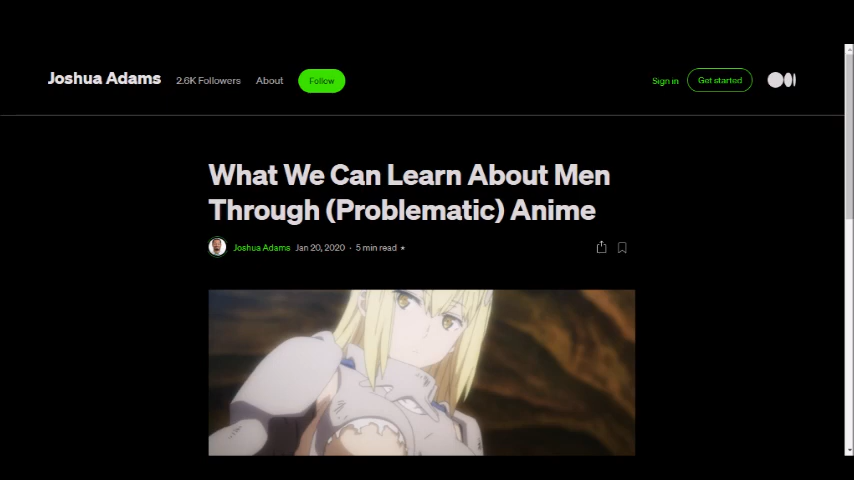 Joshua Adams 2.6K Followers About Follow Sign in Get started
What We Can Learn About Men
Through (Problematic) Anime
Joshua Adams Jan 20, 2020 · 5 min read ★